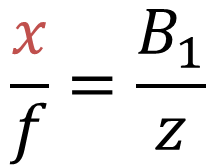 x/f = B₁/z